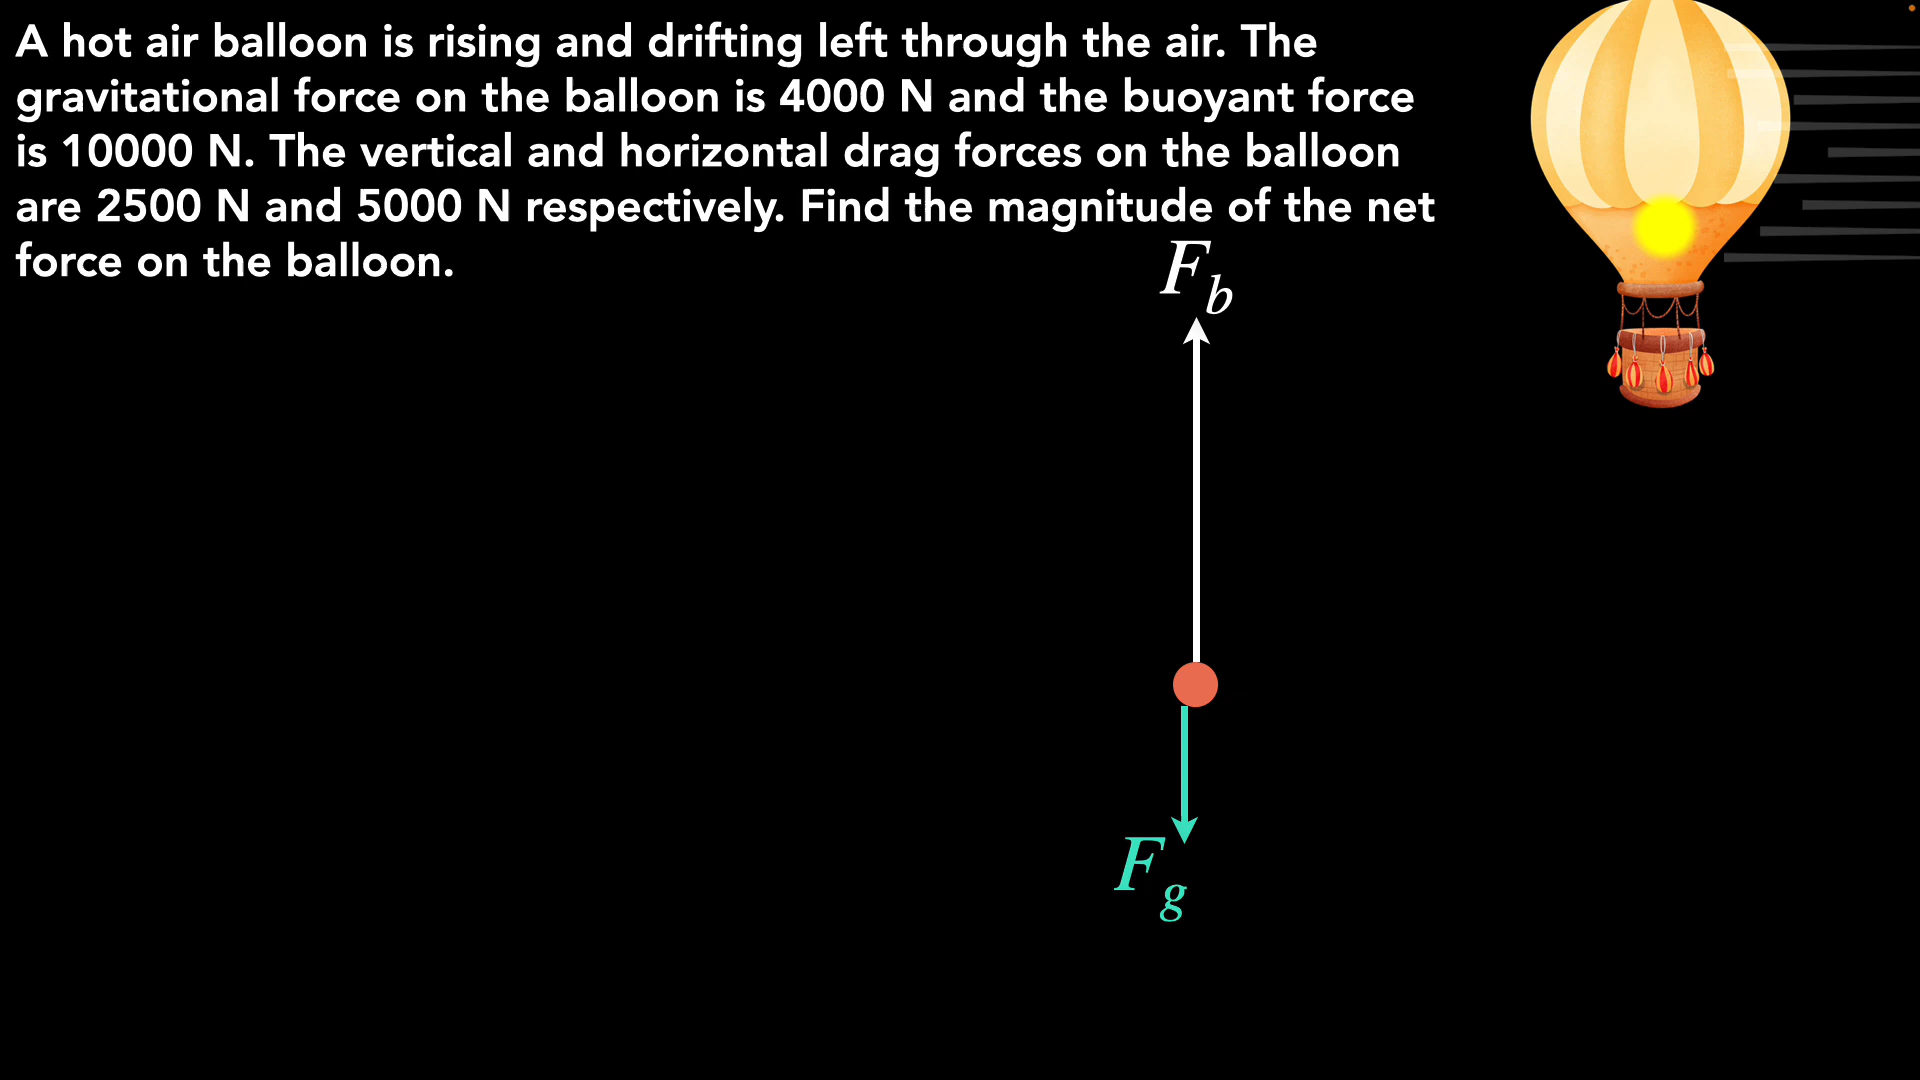 A hot air balloon is rising and drifting left through the air. The
gravitational force on the balloon is 4000 N and the buoyant force
is 10000 N. The vertical and horizontal drag forces on the balloon
are 2500 N and 5000 N respectively. Find the magnitude of the net
force on the balloon.
F_b
F_g